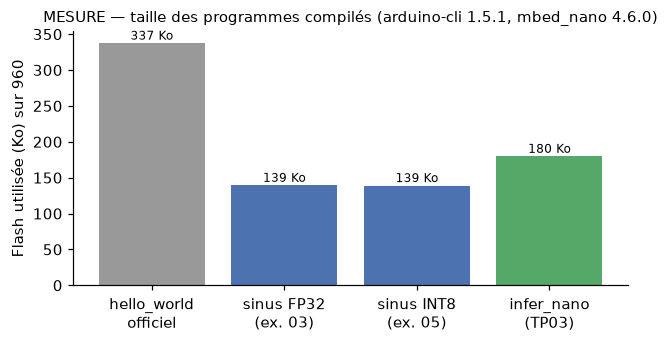 MESURE — taille des programmes compilés (arduino-cli 1.5.1, mbed_nano 4.6.0)
Flash utilisée (Ko) sur 960
350
300
250
200
150
100
50
0
337 Ko
139 Ko
139 Ko
180 Ko
hello_world
officiel
sinus FP32
(ex. 03)
sinus INT8
(ex. 05)
infer_nano
(TP03)